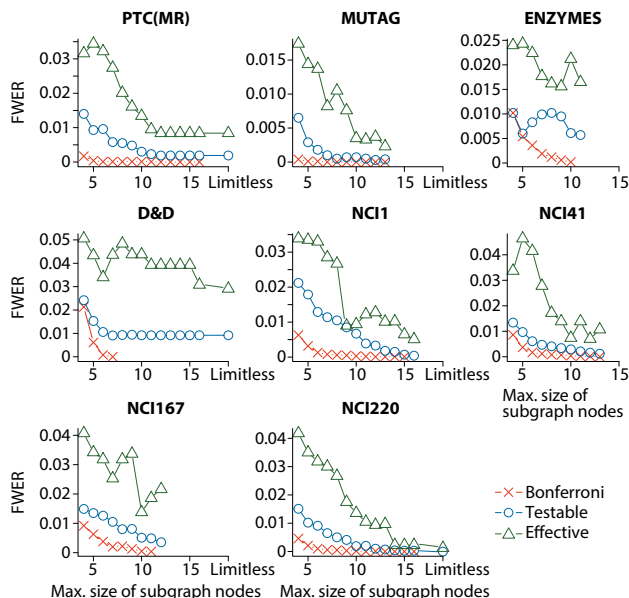 PTC(MR)
MUTAG
ENZYMES
FWER
0.03
0.02
0.01
0
5
10
Limitless
0.015
0.010
0.005
0
5
10
Limitless
0.025
0.020
0.015
0.010
0.005
0
5
10
15
D&D
NCI1
NCI41
FWER
0.05
0.04
0.03
0.02
0.01
0
5
10
Limitless
0.03
0.02
0.01
0
5
10
15
Limitless
0.04
0.03
0.02
0.01
0
5
10
15
Max. size of
subgraph nodes
NCI167
NCI220
FWER
0.04
0.03
0.02
0.01
0
5
10
15
Limitless
Max. size of subgraph nodes
0.04
0.03
0.02
0.01
0
5
10
15
Limitless
Max. size of subgraph nodes
Bonferroni
Testable
Effective